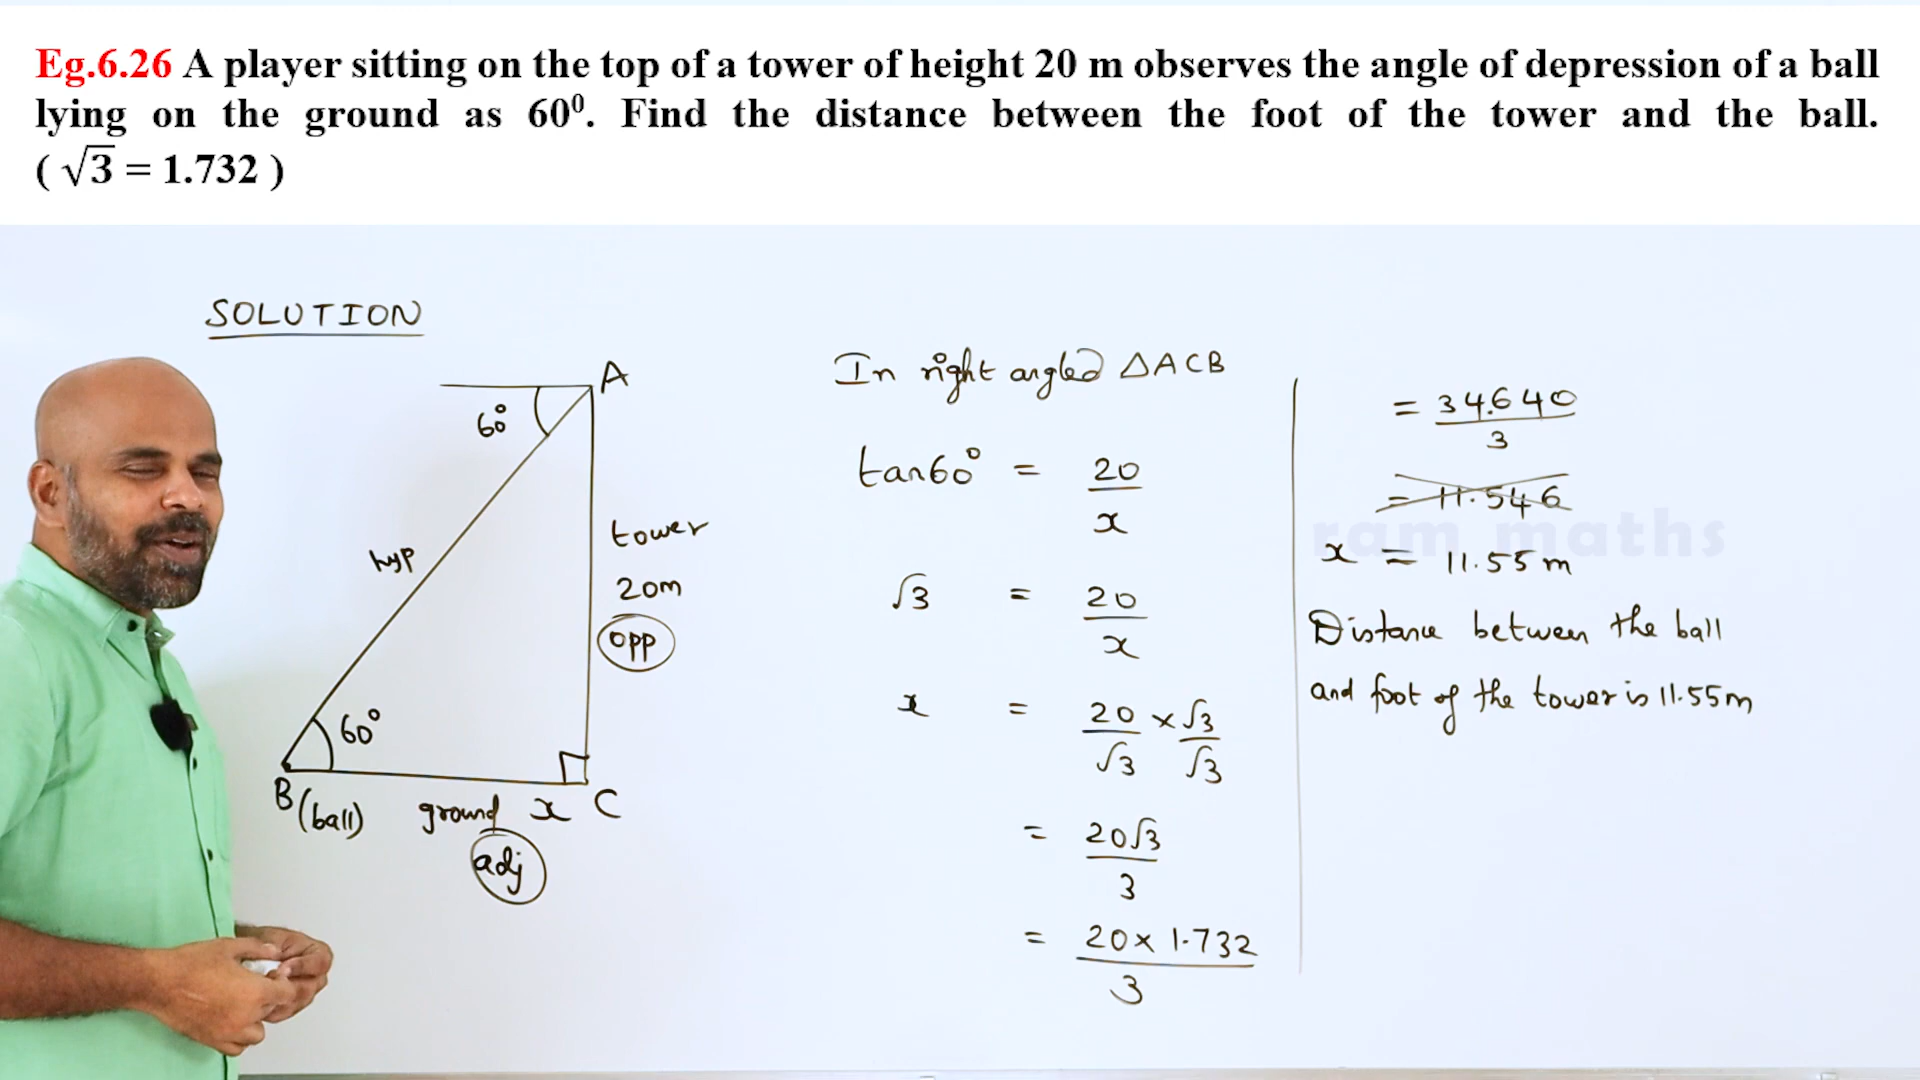 Eg.6.26 A player sitting on the top of a tower of height 20 m observes the angle of depression of a ball
lying on the ground as 60⁰. Find the distance between the foot of the tower and the ball.
( √3 = 1.732 )
SOLUTION
A
60°
hyp
tower
20m
opp
60°
B (ball) ground x C
adj
In right angled △ACB
tan60° = 20/x
√3 = 20/x
x = 20/√3 × √3/√3
= 20√3/3
= 20×1.732/3
= 34.640/3
= 11.546
x = 11.55m
Distance between the ball
and foot of the tower is 11.55m
ram maths